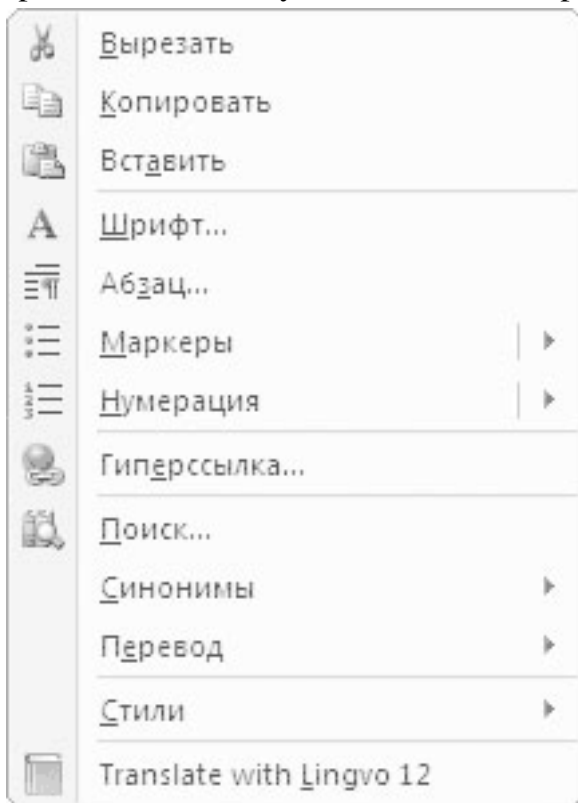 Вырезать
Копировать
Вставить
Шрифт...
Абзац...
Маркеры
Нумерация
Гиперссылка...
Поиск...
Синонимы
Перевод
Стили
Translate with Lingvo 12